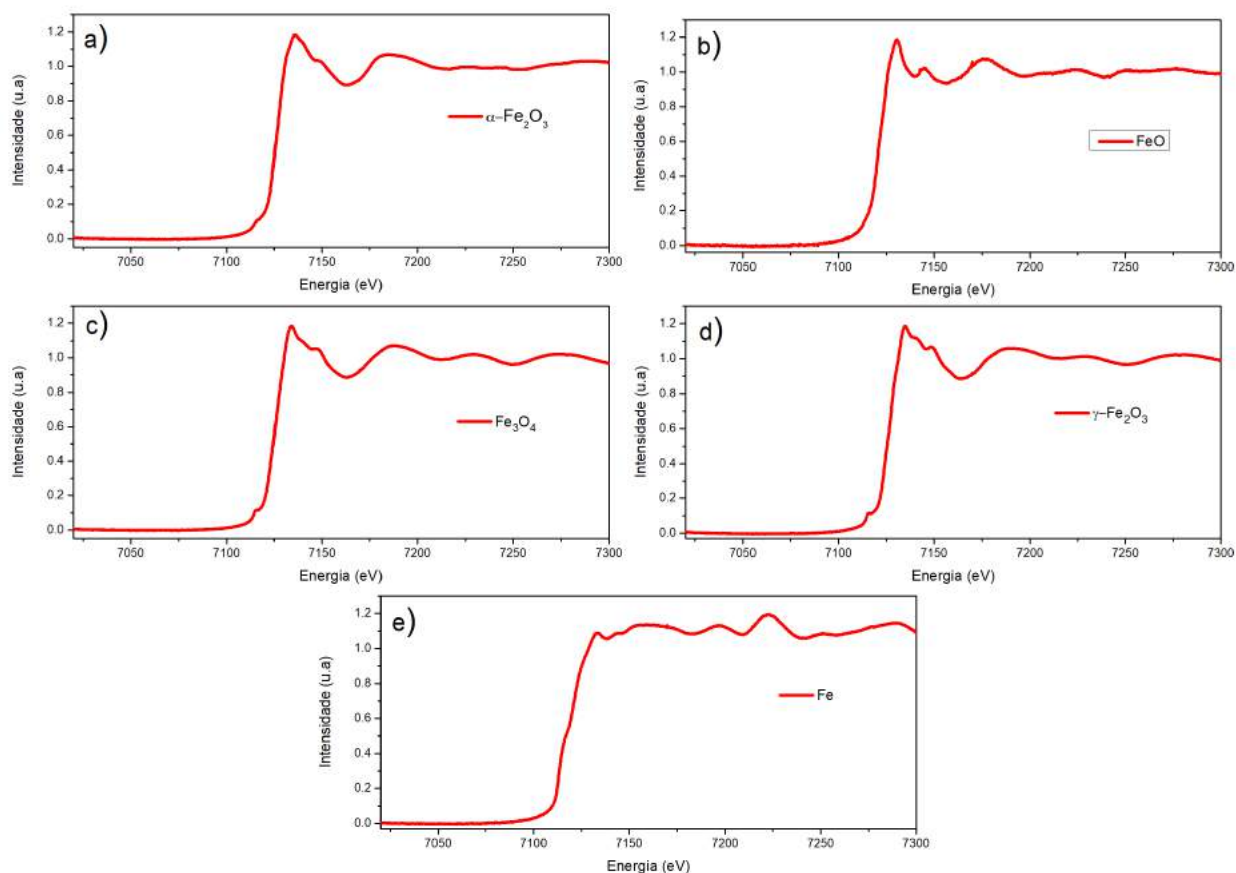 a)
Intensidade (u.a)
1.2
1.0
0.8
0.6
0.4
0.2
0.0
α–Fe₂O₃
7050 7100 7150 7200 7250 7300
Energia (eV)
b)
Intensidade (u.a)
1.2
1.0
0.8
0.6
0.4
0.2
0.0
FeO
7050 7100 7150 7200 7250 7300
Energia (eV)
c)
Intensidade (u.a)
1.2
1.0
0.8
0.6
0.4
0.2
0.0
Fe₃O₄
7050 7100 7150 7200 7250 7300
Energia (eV)
d)
Intensidade (u.a)
1.2
1.0
0.8
0.6
0.4
0.2
0.0
γ–Fe₂O₃
7050 7100 7150 7200 7250 7300
Energia (eV)
e)
Intensidade (u.a)
1.2
1.0
0.8
0.6
0.4
0.2
0.0
Fe
7050 7100 7150 7200 7250 7300
Energia (eV)